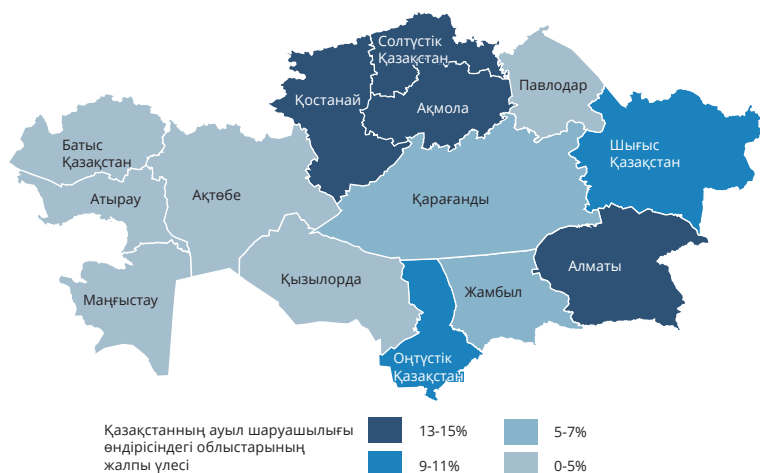 Солтүстік
Қазақстан
Павлодар
Қостанай
Ақмола
Батыс
Қазақстан
Шығыс
Қазақстан
Атырау
Ақтөбе
Қарағанды
Алматы
Қызылорда
Жамбыл
Маңғыстау
Оңтүстік
Қазақстан
Қазақстанның ауыл шаруашылығы
өндірісіндегі облыстарының
жалпы үлесі
13-15%
5-7%
9-11%
0-5%